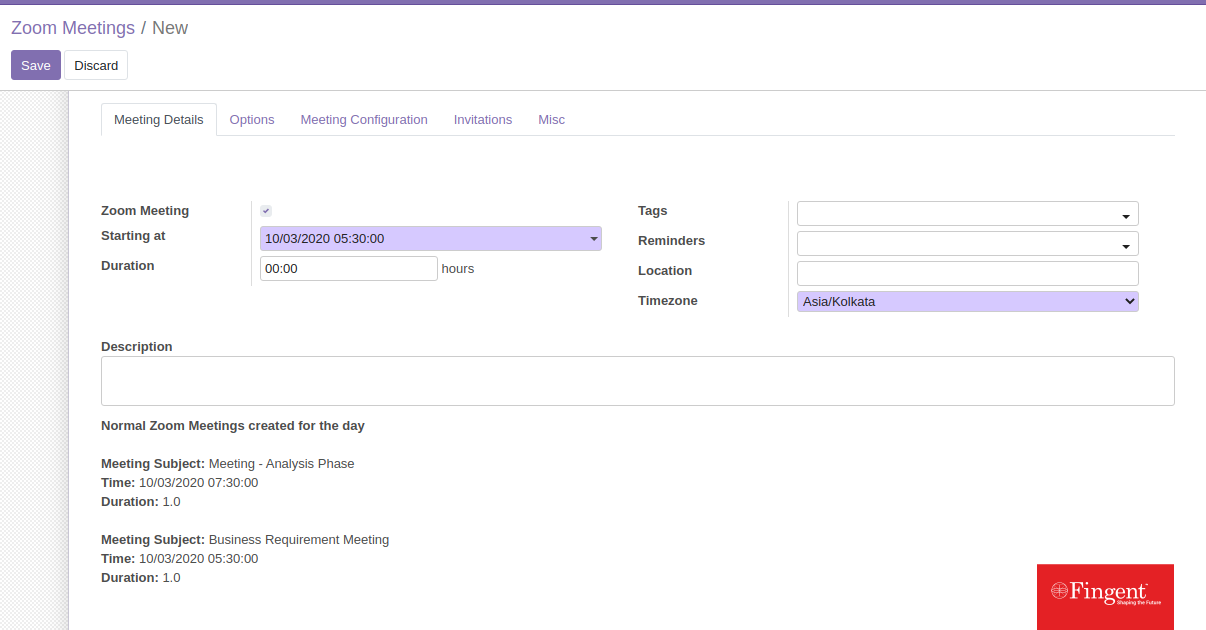 Zoom Meetings / New
Save Discard
Meeting Details Options Meeting Configuration Invitations Misc
Zoom Meeting
Starting at 10/03/2020 05:30:00
Duration 00:00 hours
Tags
Reminders
Location
Timezone Asia/Kolkata
Description
Normal Zoom Meetings created for the day
Meeting Subject: Meeting - Analysis Phase
Time: 10/03/2020 07:30:00
Duration: 1.0
Meeting Subject: Business Requirement Meeting
Time: 10/03/2020 05:30:00
Duration: 1.0
Fingent
Shaping the Future